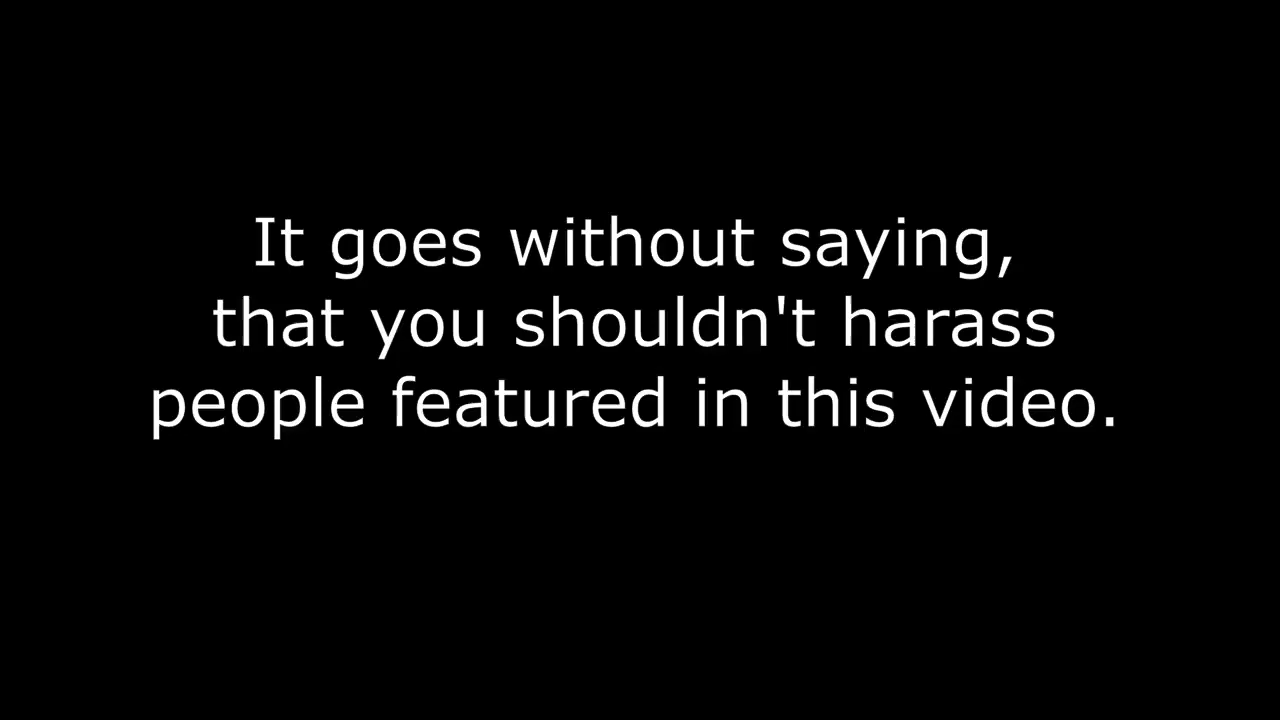 It goes without saying,
that you shouldn't harass
people featured in this video.